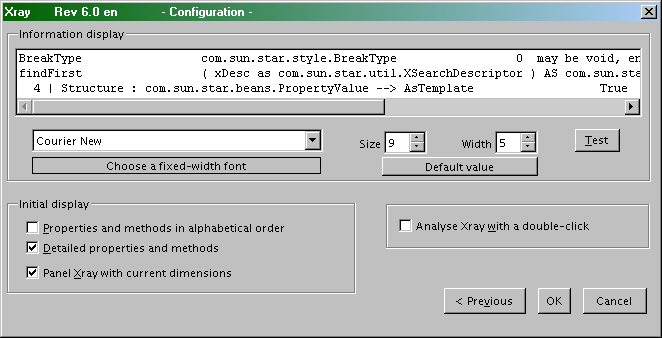 Xray Rev 6.0 en - Configuration -
Information display
BreakType com.sun.star.style.BreakType 0 may be void, en
findFirst ( xDesc as com.sun.star.util.XSearchDescriptor ) AS com.sun.sta
4 | Structure : com.sun.star.beans.PropertyValue --> AsTemplate True
Courier New Size 9 Width 5 Test
Choose a fixed-width font Default value
Initial display
Properties and methods in alphabetical order
Analyse Xray with a double-click
Detailed properties and methods
Panel Xray with current dimensions
< Previous OK Cancel